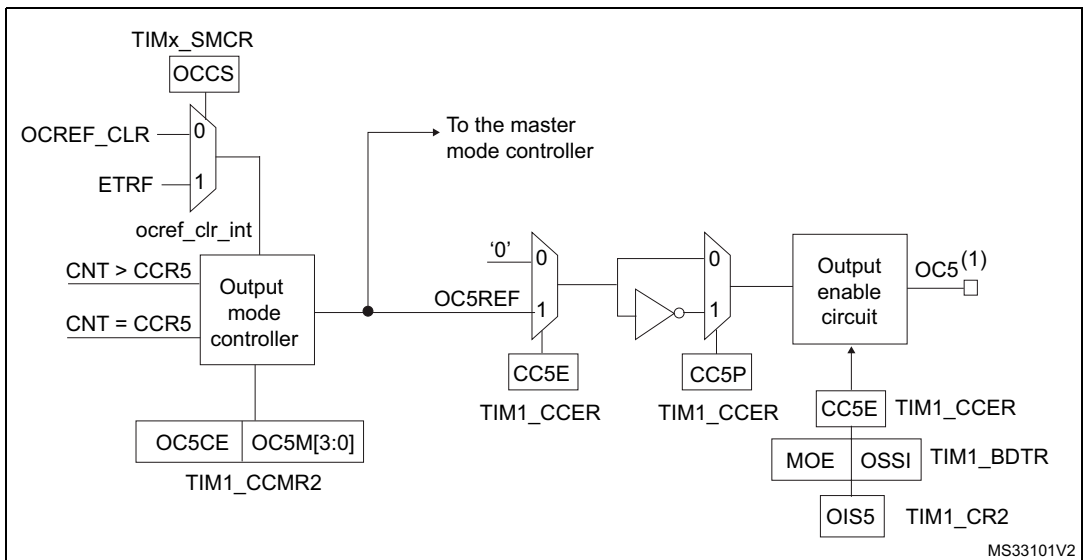 TIMx_SMCR
OCCS
OCREF_CLR
0
ETRF
1
ocref_clr_int
To the master
mode controller
CNT > CCR5
CNT = CCR5
Output
mode
controller
'0'
0
OC5REF
1
0
1
Output
enable
circuit
OC5(1)
CC5E
TIM1_CCER
CC5P
TIM1_CCER
CC5E
TIM1_CCER
OC5CE
OC5M[3:0]
TIM1_CCMR2
MOE
OSSI
TIM1_BDTR
OIS5
TIM1_CR2
MS33101V2